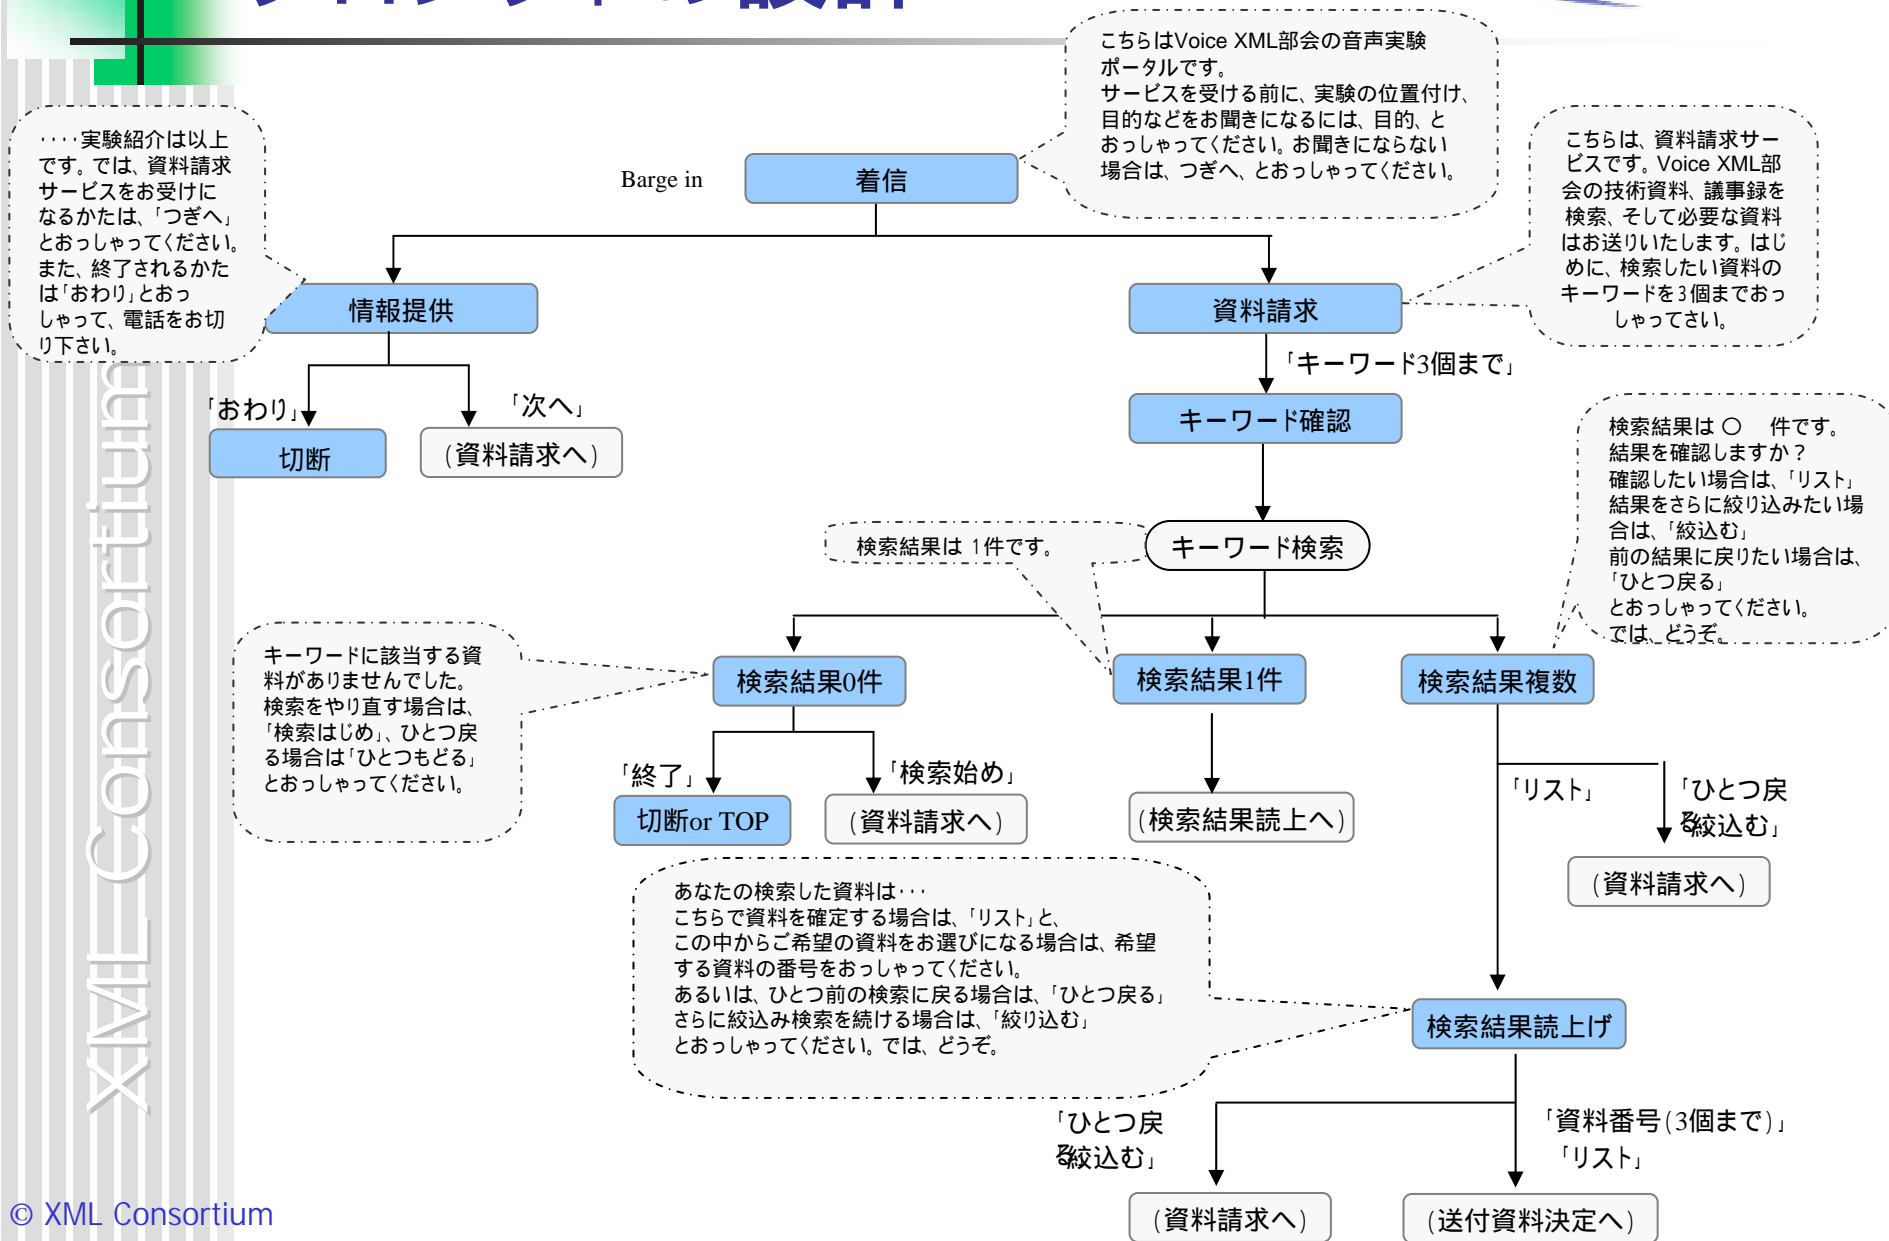 プロンプトの設計
こちらはVoice XML部会の音声実験
ポータルです。
サービスを受ける前に、実験の位置付け、
目的などをお聞きになるには、目的、と
おっしゃってください。お聞きにならない
場合は、つぎへ、とおっしゃってください。
‥‥実験紹介は以上
です。では、資料請求
サービスをお受けに
なるかたは、「つぎへ」
とおっしゃってください。
また、終了されるかた
は「おわり」とおっ
しゃって、電話をお切
り下さい。
Barge in
着信
こちらは、資料請求サー
ビスです。Voice XML部
会の技術資料、議事録を
検索、そして必要な資料
はお送りいたします。はじ
めに、検索したい資料の
キーワードを3個までおっ
しゃってさい。
情報提供
資料請求
「キーワード3個まで」
「おわり」
「次へ」
キーワード確認
切断
(資料請求へ)
検索結果は 〇 件です。
結果を確認しますか？
確認したい場合は、「リスト」
結果をさらに絞り込みたい場
合は、「絞込む」
前の結果に戻りたい場合は、
「ひとつ戻る」
とおっしゃってください。
では、どうぞ。
検索結果は 1件です。
キーワード検索
キーワードに該当する資
料がありませんでした。
検索をやり直す場合は、
「検索はじめ」、ひとつ戻
る場合は「ひとつもどる」
とおっしゃってください。
検索結果0件
検索結果1件
検索結果複数
「終了」
「検索始め」
「リスト」
「ひとつ戻
る」
「絞込む」
切断or TOP
(資料請求へ)
(検索結果読上へ)
(資料請求へ)
あなたの検索した資料は･･･
こちらで資料を確定する場合は、「リスト」と、
この中からご希望の資料をお選びになる場合は、希望
する資料の番号をおっしゃってください。
あるいは、ひとつ前の検索に戻る場合は、「ひとつ戻る」
さらに絞込み検索を続ける場合は、「絞り込む」
とおっしゃってください。では、どうぞ。
検索結果読上げ
「ひとつ戻
る」
「絞込む」
「資料番号(3個まで)」
「リスト」
(資料請求へ)
(送付資料決定へ)
XML Consortium
© XML Consortium